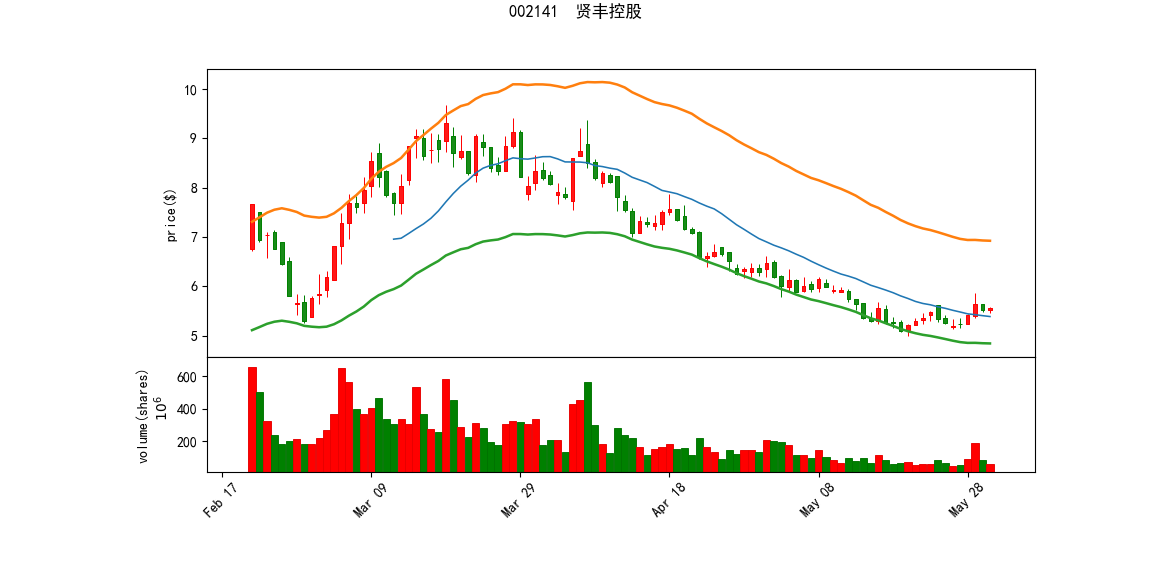 002141  贤丰控股
price($)
10
9
8
7
6
5
volume(shares)
10^6
600
400
200
Feb 17
Mar 09
Mar 29
Apr 18
May 08
May 28